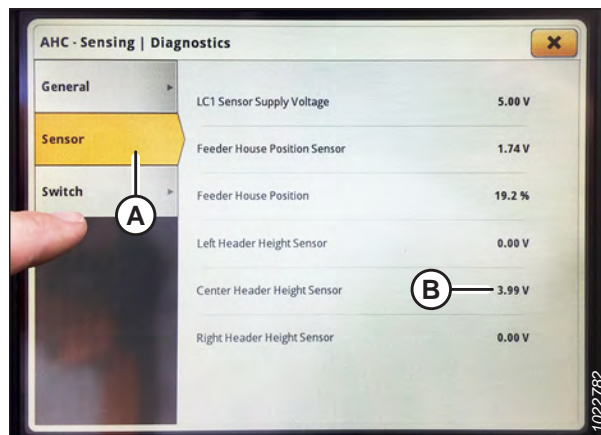 AHC - Sensing | Diagnostics
General
Sensor
Switch
LC1 Sensor Supply Voltage 5.00 V
Feeder House Position Sensor 1.74 V
Feeder House Position 19.2 %
Left Header Height Sensor 0.00 V
Center Header Height Sensor 3.99 V
Right Header Height Sensor 0.00 V
A
B
1022782